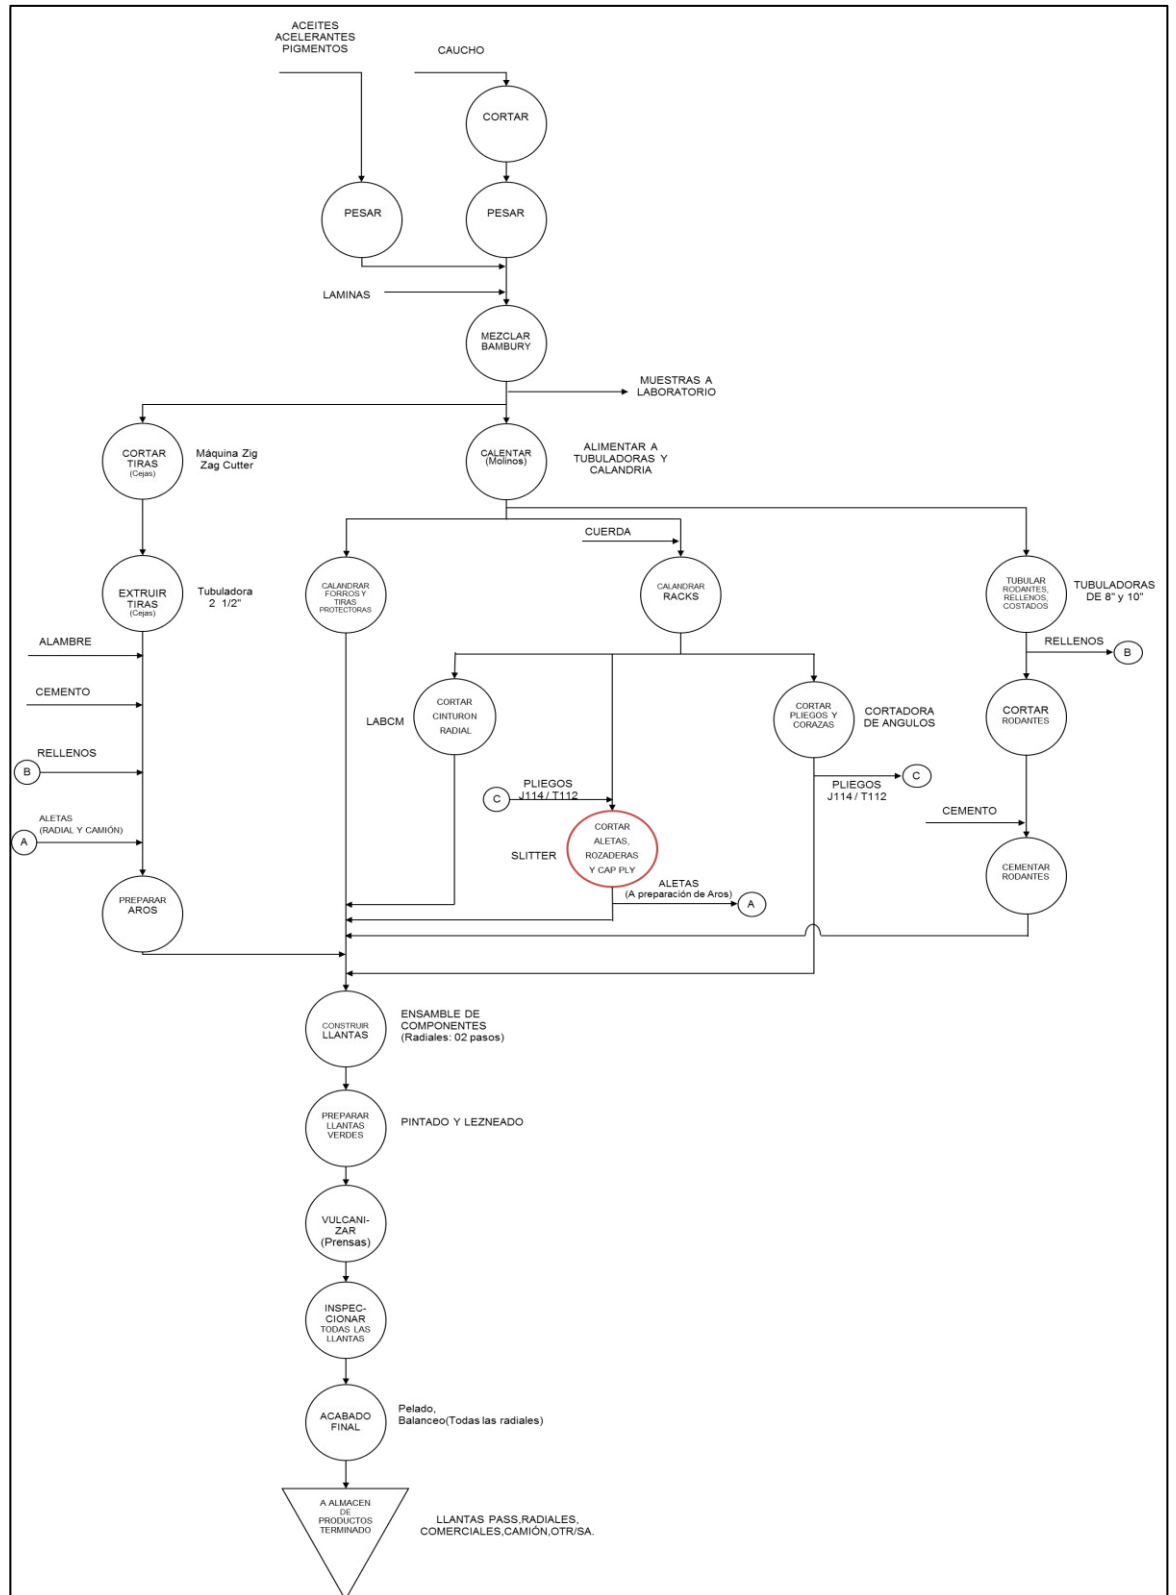 ACEITES
ACELERANTES
PIGMENTOS
CAUCHO
CORTAR
PESAR
PESAR
LAMINAS
MEZCLAR
BAMBURY
MUESTRAS A
LABORATORIO
CORTAR
TIRAS
(Cejas)
Máquina Zig
Zag Cutter
CALENTAR
(Molinos)
ALIMENTAR A
TUBULADORAS Y
CALANDRIA
CUERDA
EXTRUIR
TIRAS
(Cejas)
Tubuladora
2 1/2"
CALANDRAR
FORROS Y
TIRAS
PROTECTORAS
CALANDRAR
RACKS
TUBULAR
RODANTES,
RELLENOS,
COSTADOS
TUBULADORAS
DE 8" y 10"
ALAMBRE
RELLENOS
B
CEMENTO
LABCM
CORTAR
CINTURON
RADIAL
CORTAR
PLIEGOS Y
CORAZAS
CORTADORA
DE ANGULOS
CORTAR
RODANTES
RELLENOS
B
C
PLIEGOS
J114 / T112
C
PLIEGOS
J114 / T112
CEMENTO
ALETAS
(RADIAL Y CAMIÓN)
A
SLITTER
CORTAR
ALETAS,
ROZADERAS
Y CAP PLY
CEMENTAR
RODANTES
ALETAS
(A preparación de Aros)
A
PREPARAR
AROS
CONSTRUIR
LLANTAS
ENSAMBLE DE
COMPONENTES
(Radiales: 02 pasos)
PREPARAR
LLANTAS
VERDES
PINTADO Y LEZNEADO
VULCANI-
ZAR
(Prensas)
INSPEC-
CIONAR
TODAS LAS
LLANTAS
ACABADO
FINAL
Pelado,
Balanceo(Todas las radiales)
A ALMACEN
DE
PRODUCTOS
TERMINADO
LLANTAS PASS,RADIALES,
COMERCIALES,CAMIÓN,OTR/SA.